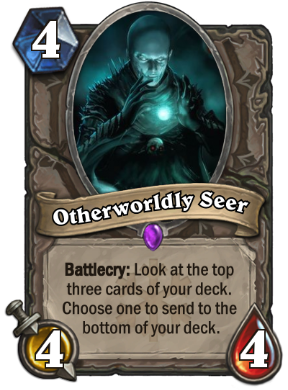 4
Otherworldly Seer
Battlecry: Look at the top
three cards of your deck.
Choose one to send to the
bottom of your deck.
4
4